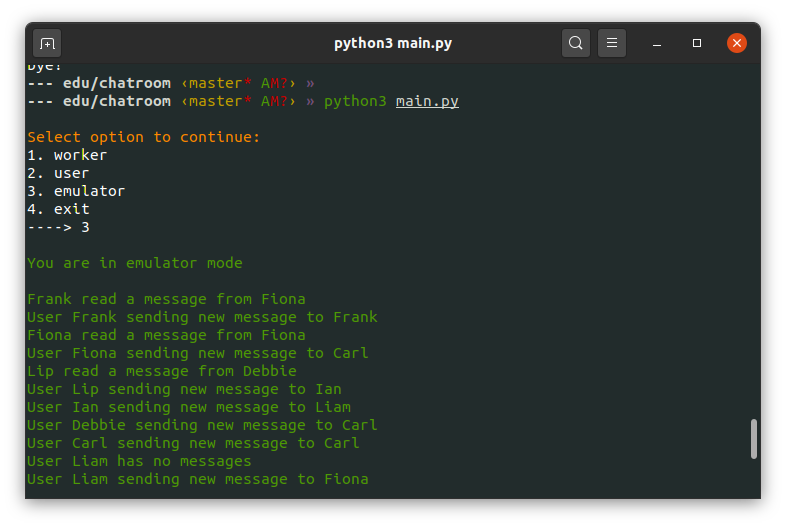 python3 main.py
bye!
--- edu/chatroom ‹master* AM?› »
--- edu/chatroom ‹master* AM?› » python3 main.py
Select option to continue:
1. worker
2. user
3. emulator
4. exit
----> 3
You are in emulator mode
Frank read a message from Fiona
User Frank sending new message to Frank
Fiona read a message from Fiona
User Fiona sending new message to Carl
Lip read a message from Debbie
User Lip sending new message to Ian
User Ian sending new message to Liam
User Debbie sending new message to Carl
User Carl sending new message to Carl
User Liam has no messages
User Liam sending new message to Fiona